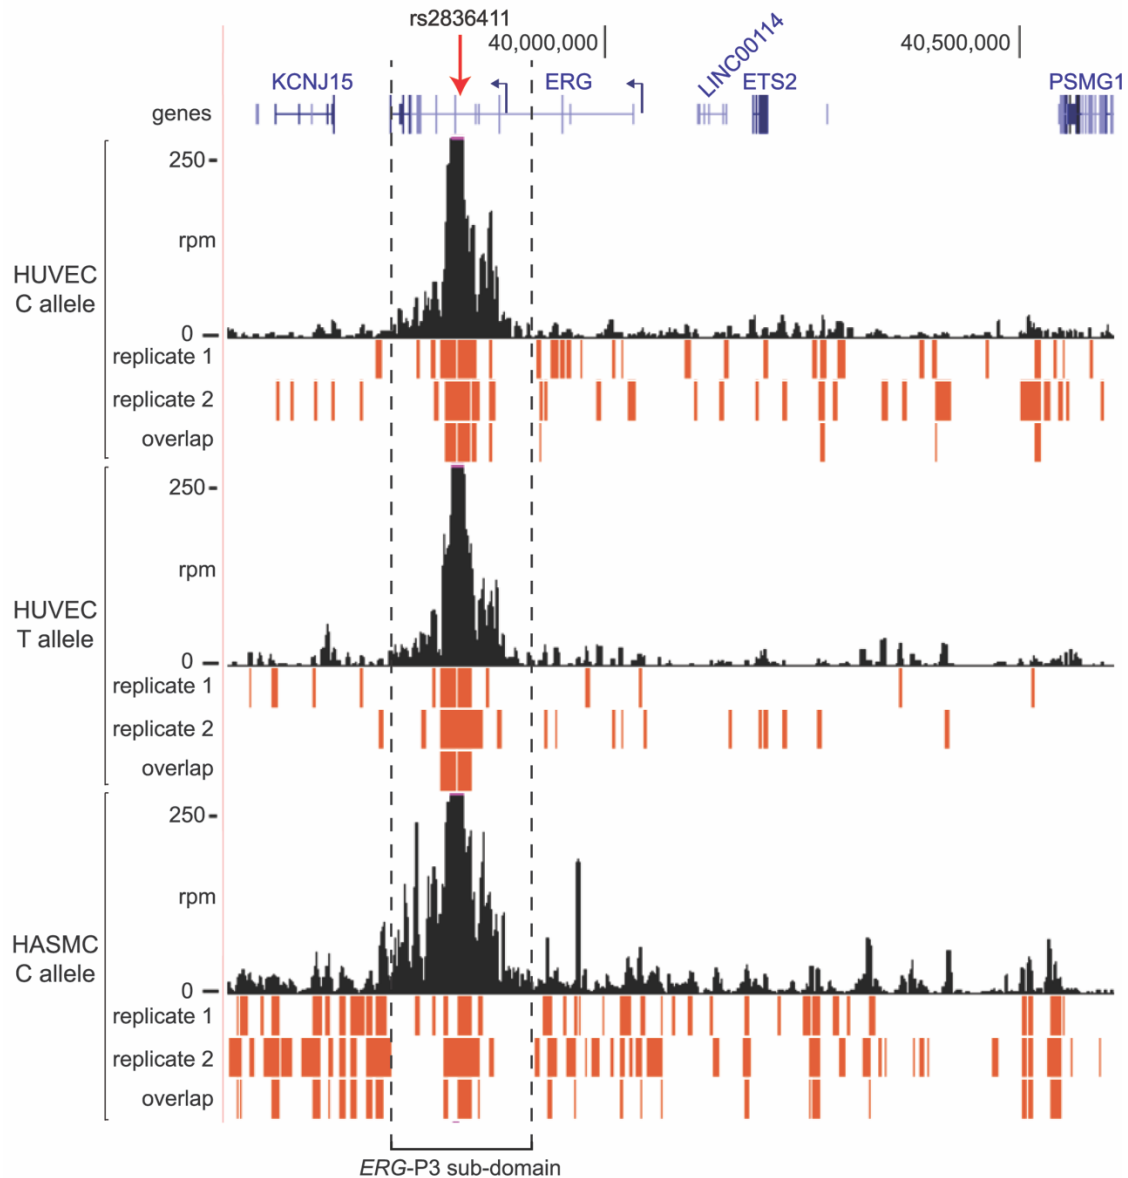 rs2836411
40,000,000
40,500,000
LINC00114
KCNJ15
ERG
ETS2
PSMG1
genes
250
rpm
HUVEC
C allele
0
replicate 1
replicate 2
overlap
250
rpm
HUVEC
T allele
0
replicate 1
replicate 2
overlap
250
rpm
HASMC
C allele
0
replicate 1
replicate 2
overlap
ERG-P3 sub-domain